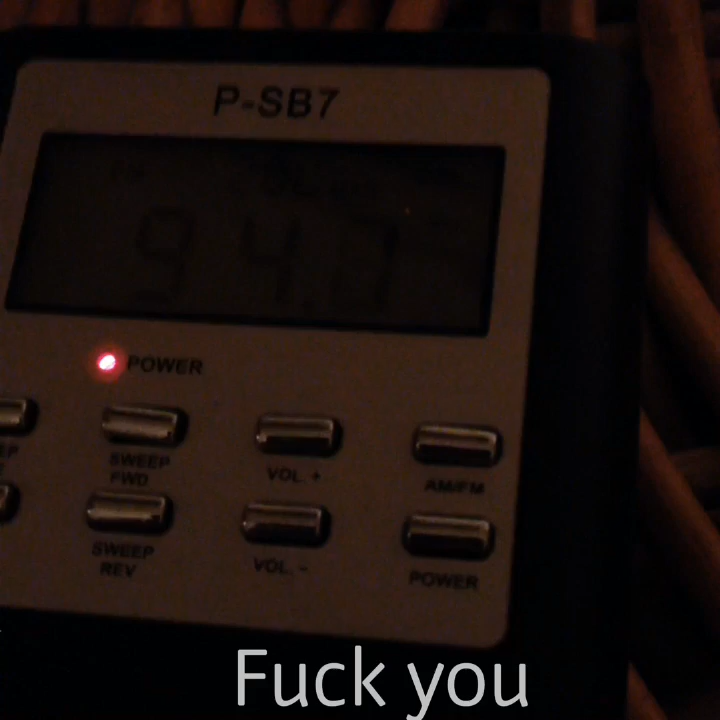 P-SB7
94.7
POWER
SWEEP
FWD
VOL. +
AM/FM
SWEEP
REV
VOL. -
POWER
Fuck you